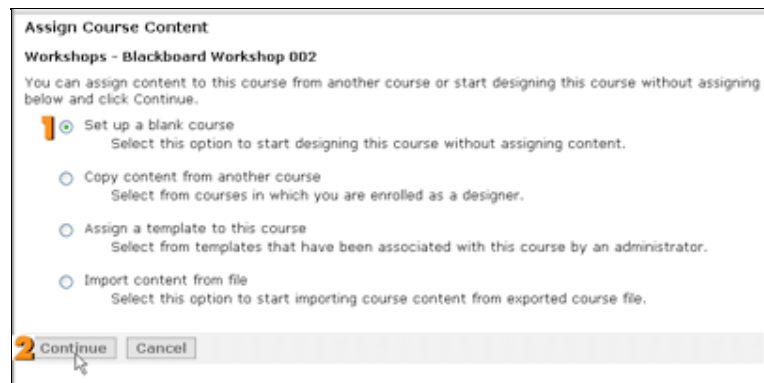 Assign Course Content
Workshops - Blackboard Workshop 002
You can assign content to this course from another course or start designing this course without assigning
below and click Continue.
1 Set up a blank course
Select this option to start designing this course without assigning content.
Copy content from another course
Select from courses in which you are enrolled as a designer.
Assign a template to this course
Select from templates that have been associated with this course by an administrator.
Import content from file
Select this option to start importing course content from exported course file.
2 Continue Cancel